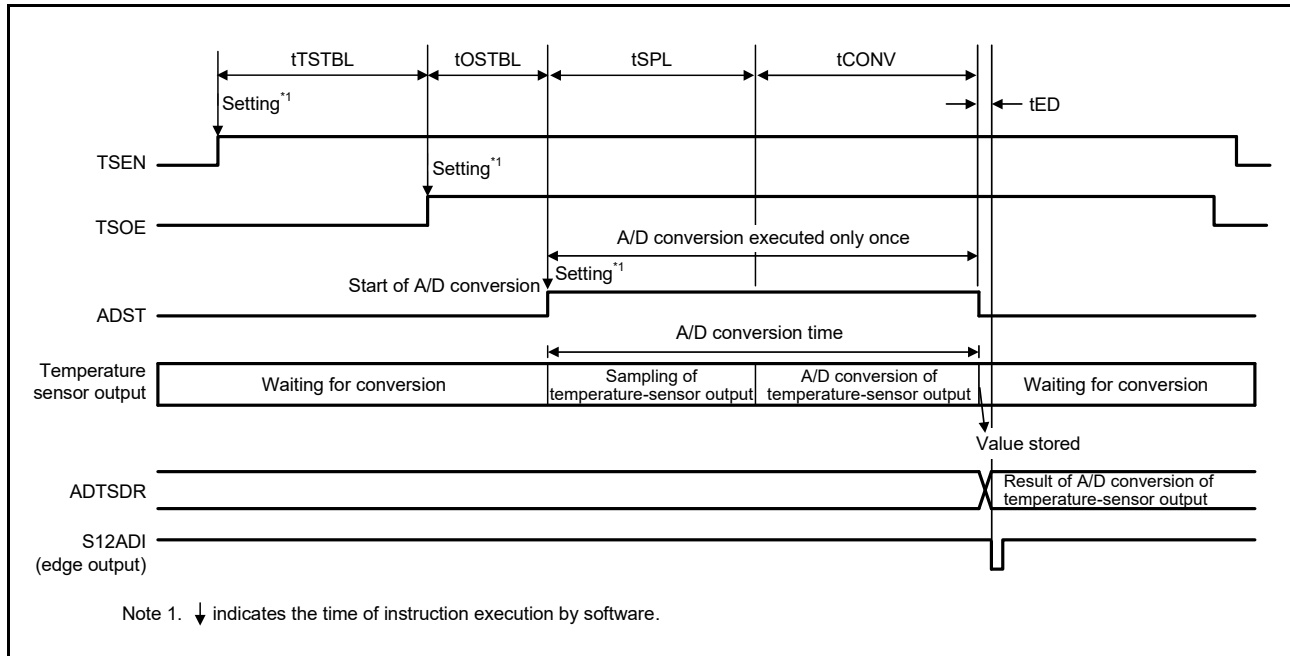 tTSTBL tOSTBL tSPL tCONV
tED
Setting*1
TSEN
Setting*1
TSOE
A/D conversion executed only once
Setting*1
Start of A/D conversion
ADST
A/D conversion time
Temperature
sensor output
Waiting for conversion
Sampling of
temperature-sensor output
A/D conversion of
temperature-sensor output
Waiting for conversion
Value stored
ADTSDR
Result of A/D conversion of
temperature-sensor output
S12ADI
(edge output)
Note 1. ↓ indicates the time of instruction execution by software.